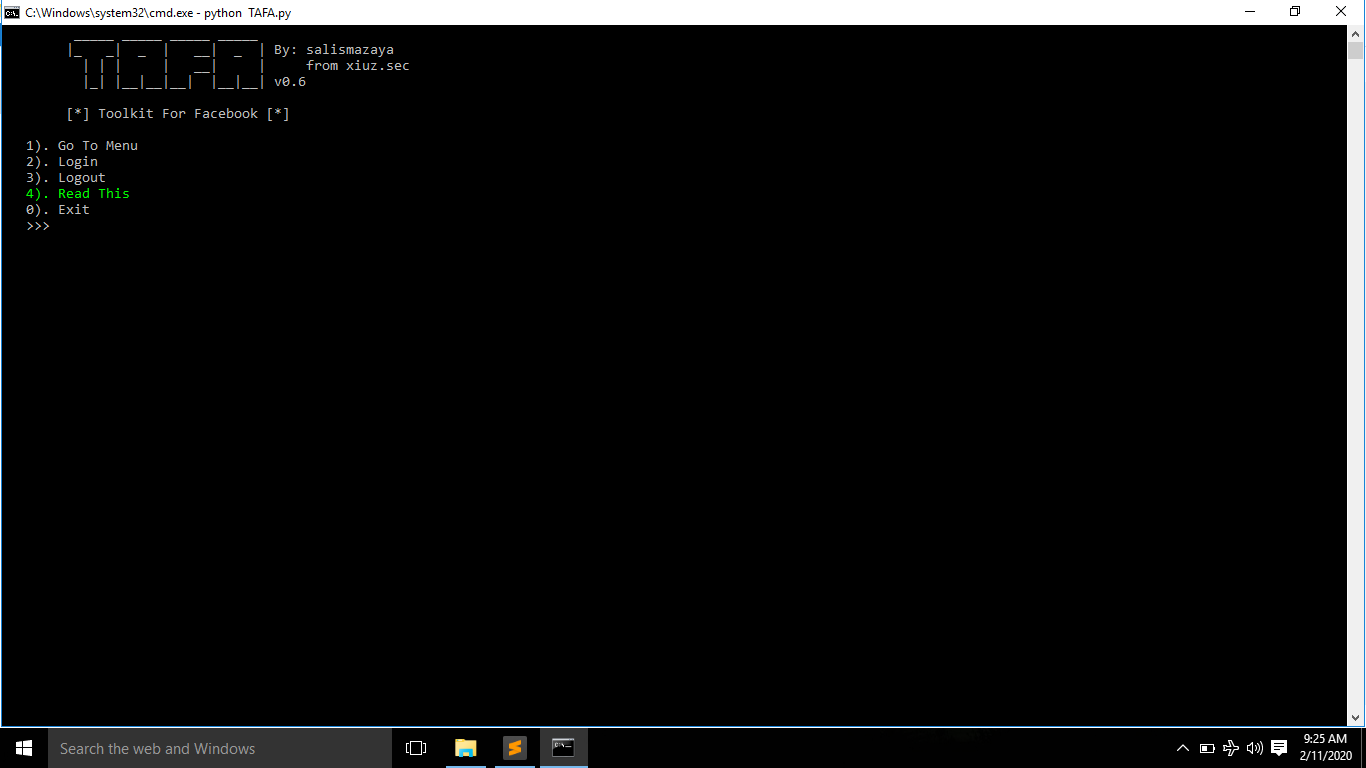 C:\Windows\system32\cmd.exe - python  TAFA.py
TAFA
By: salismazaya
from xiuz.sec
v0.6
[*] Toolkit For Facebook [*]
1). Go To Menu
2). Login
3). Logout
4). Read This
0). Exit
>>>
Search the web and Windows
9:25 AM
2/11/2020